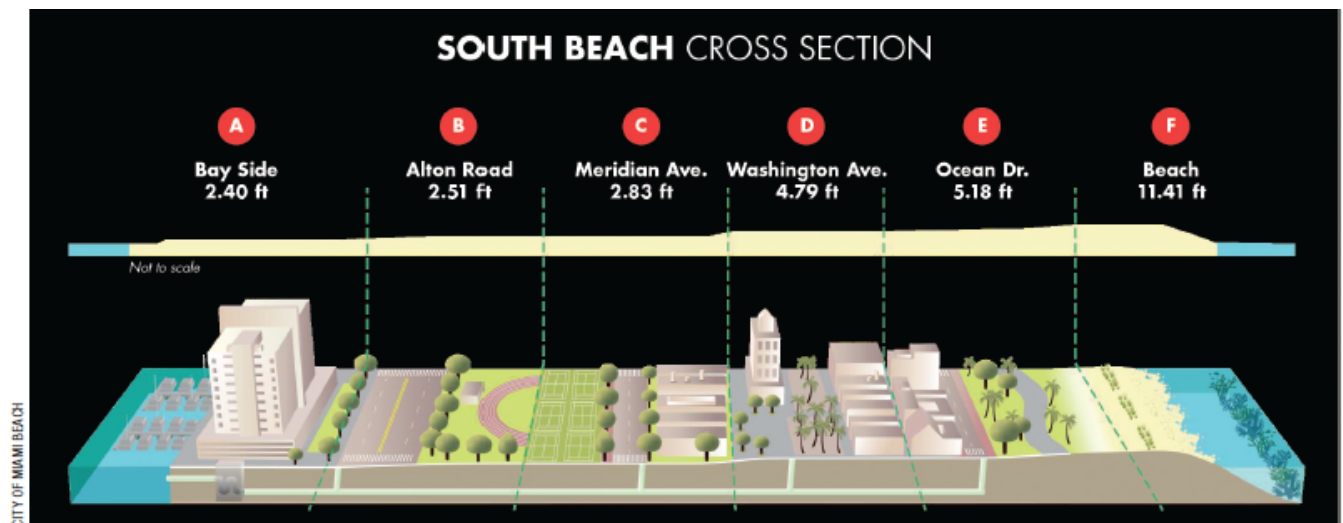 SOUTH BEACH CROSS SECTION
A
Bay Side
2.40 ft
B
Alton Road
2.51 ft
C
Meridian Ave.
2.83 ft
D
Washington Ave.
4.79 ft
E
Ocean Dr.
5.18 ft
F
Beach
11.41 ft
Not to scale
CITY OF MIAMI BEACH